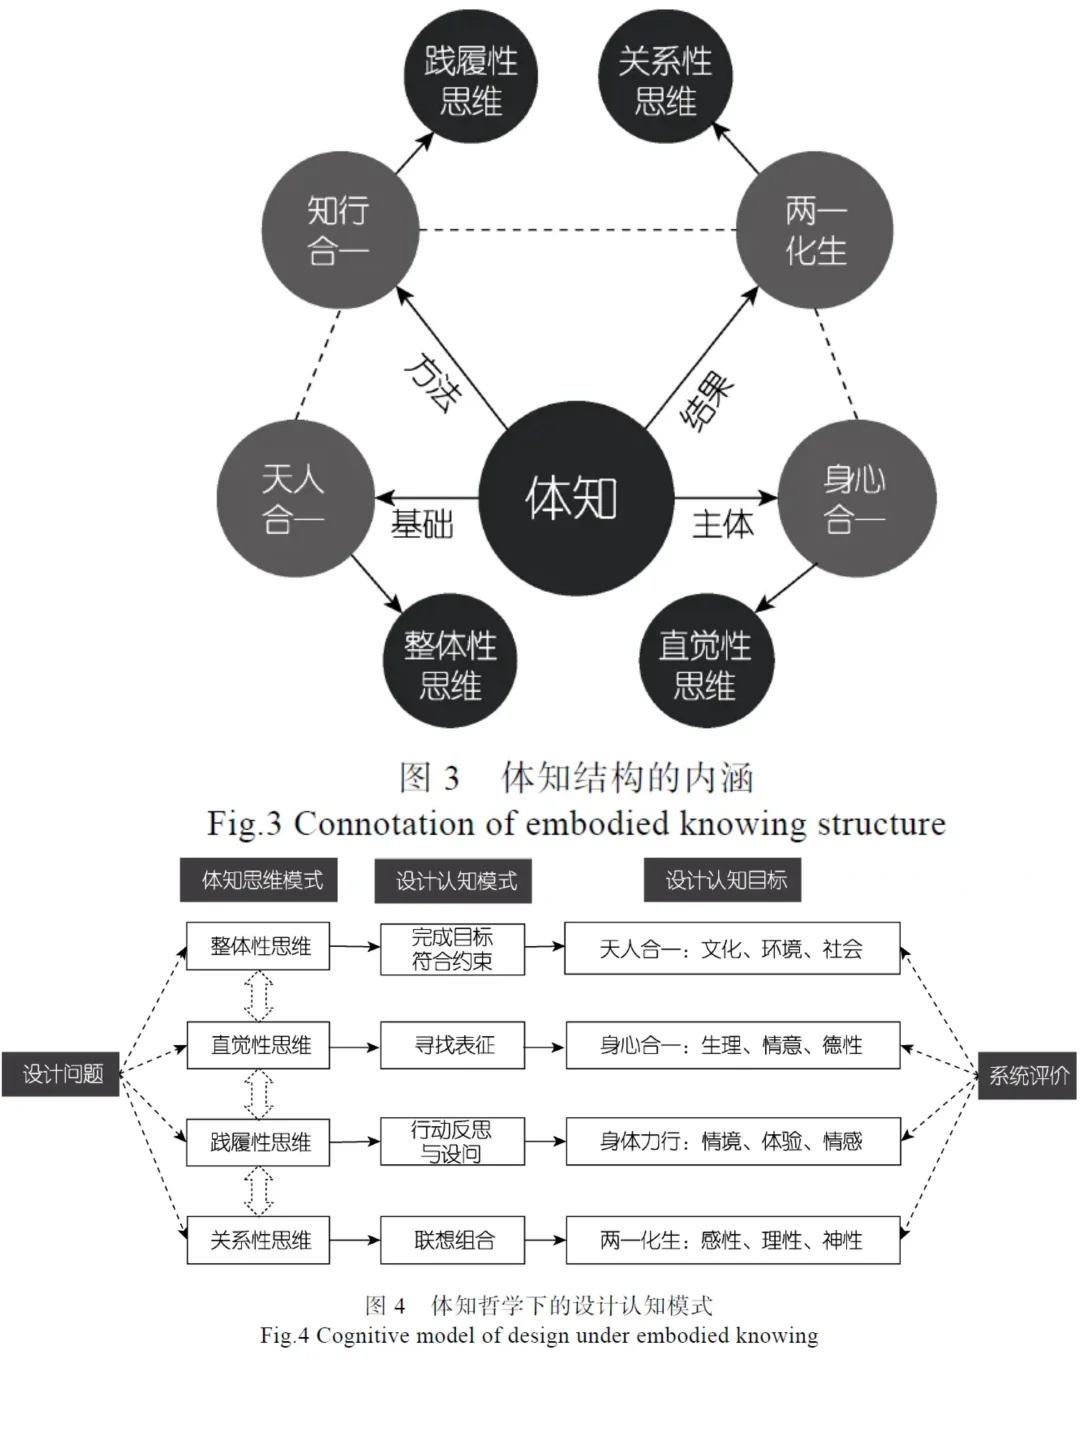 践履性
思维
关系性
思维
知行
合一
两一
化生
方法
结果
天人
合一
基础
体知
主体
身心
合一
整体性
思维
直觉性
思维
图 3 体知结构的内涵
Fig.3 Connotation of embodied knowing structure
体知思维模式
设计认知模式
设计认知目标
整体性思维
完成目标
符合约束
天人合一：文化、环境、社会
直觉性思维
寻找表征
身心合一：生理、情意、德性
设计问题
系统评价
践履性思维
行动反思
与设问
身体力行：情境、体验、情感
关系性思维
联想组合
两一化生：感性、理性、神性
图 4 体知哲学下的设计认知模式
Fig.4 Cognitive model of design under embodied knowing